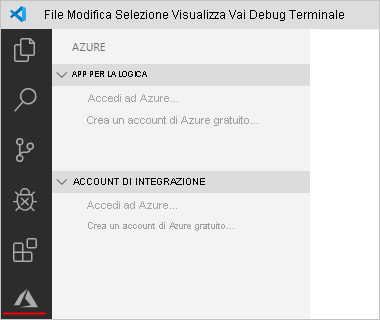 File Modifica Selezione Visualizza Vai Debug Terminale
AZURE
APP PER LA LOGICA
Accedi ad Azure...
Crea un account di Azure gratuito...
ACCOUNT DI INTEGRAZIONE
Accedi ad Azure...
Crea un account di Azure gratuito...